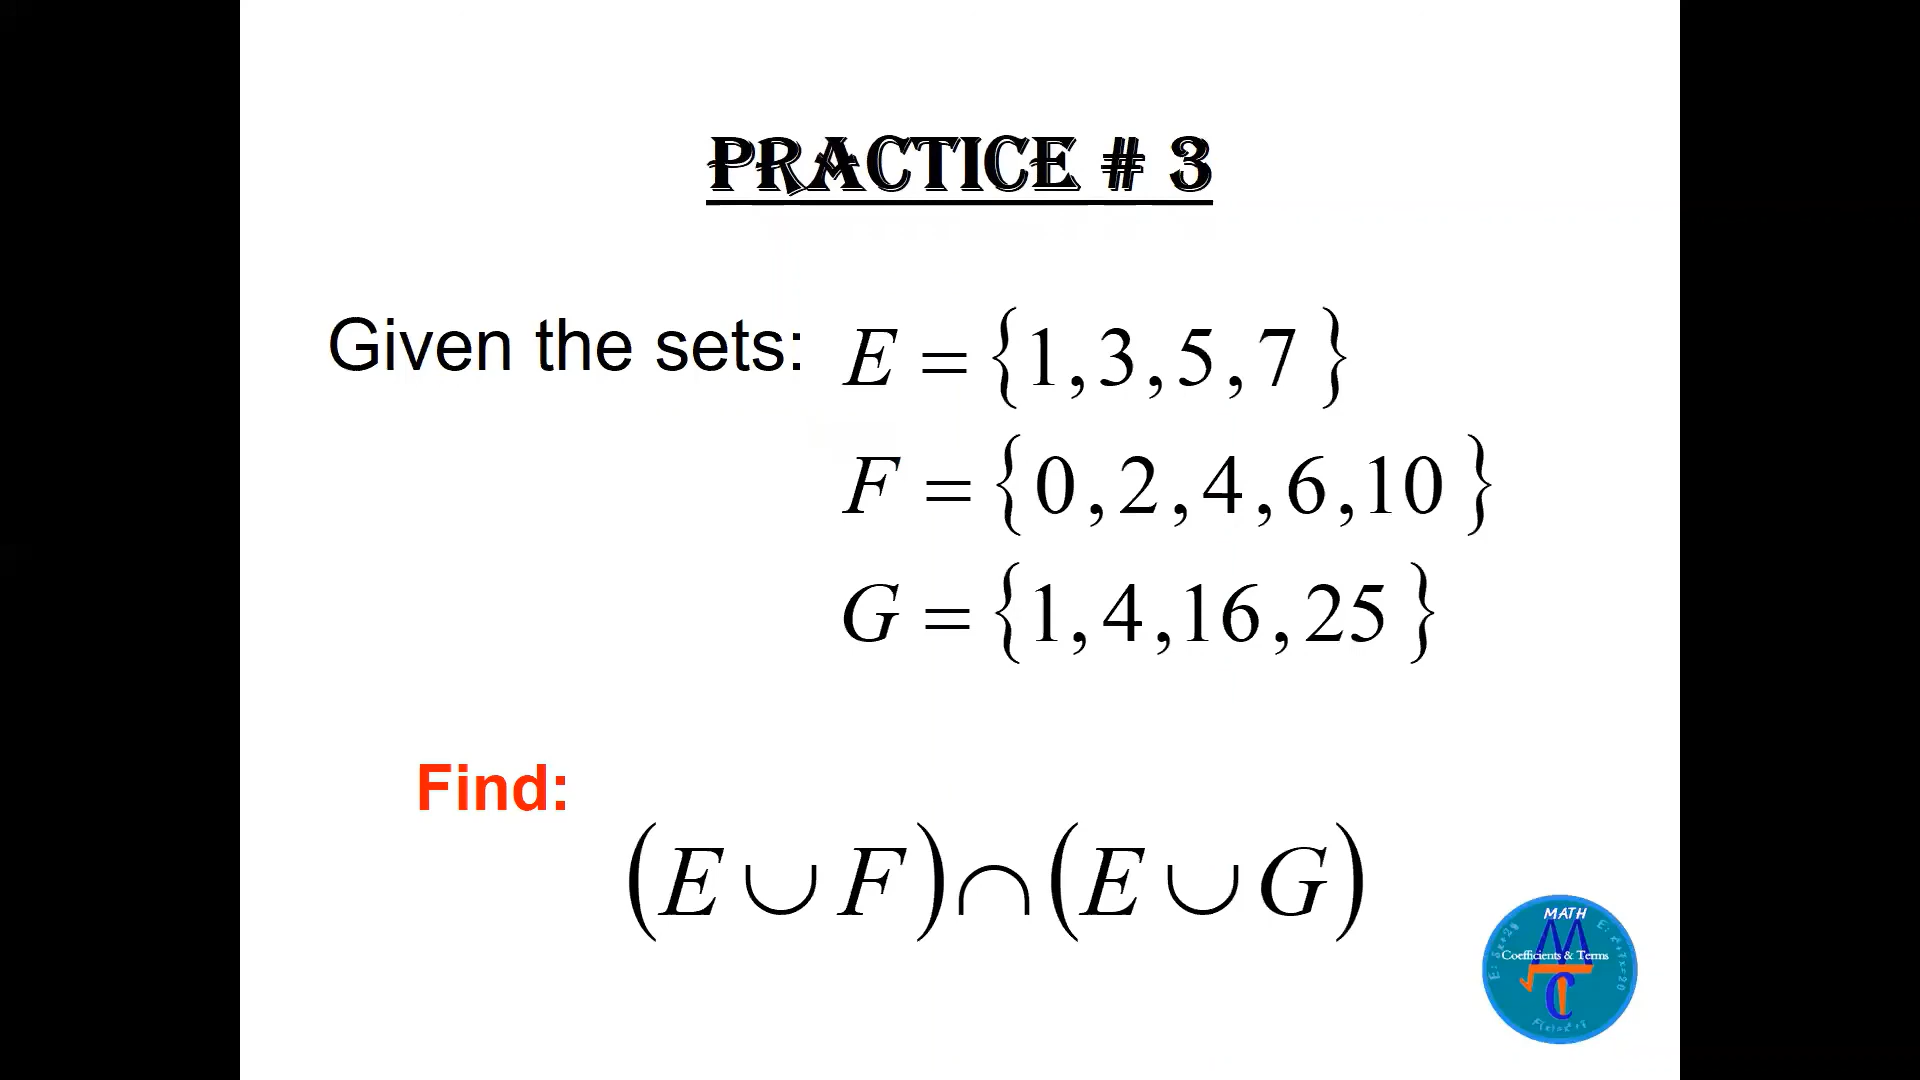 PRACTICE # 3
Given the sets: E = {1,3,5,7}
F = {0,2,4,6,10}
G = {1,4,16,25}
Find:
(E∪F)∩(E∪G)
MATH
Coefficients & Terms